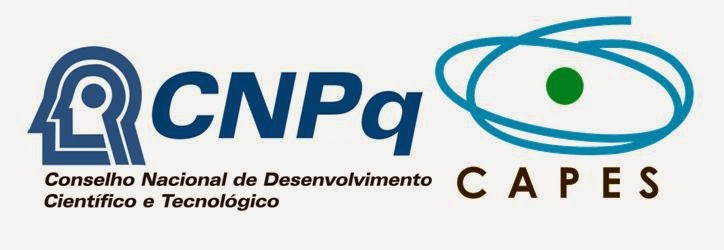 CNPq
Conselho Nacional de Desenvolvimento
Científico e Tecnológico
CAPES